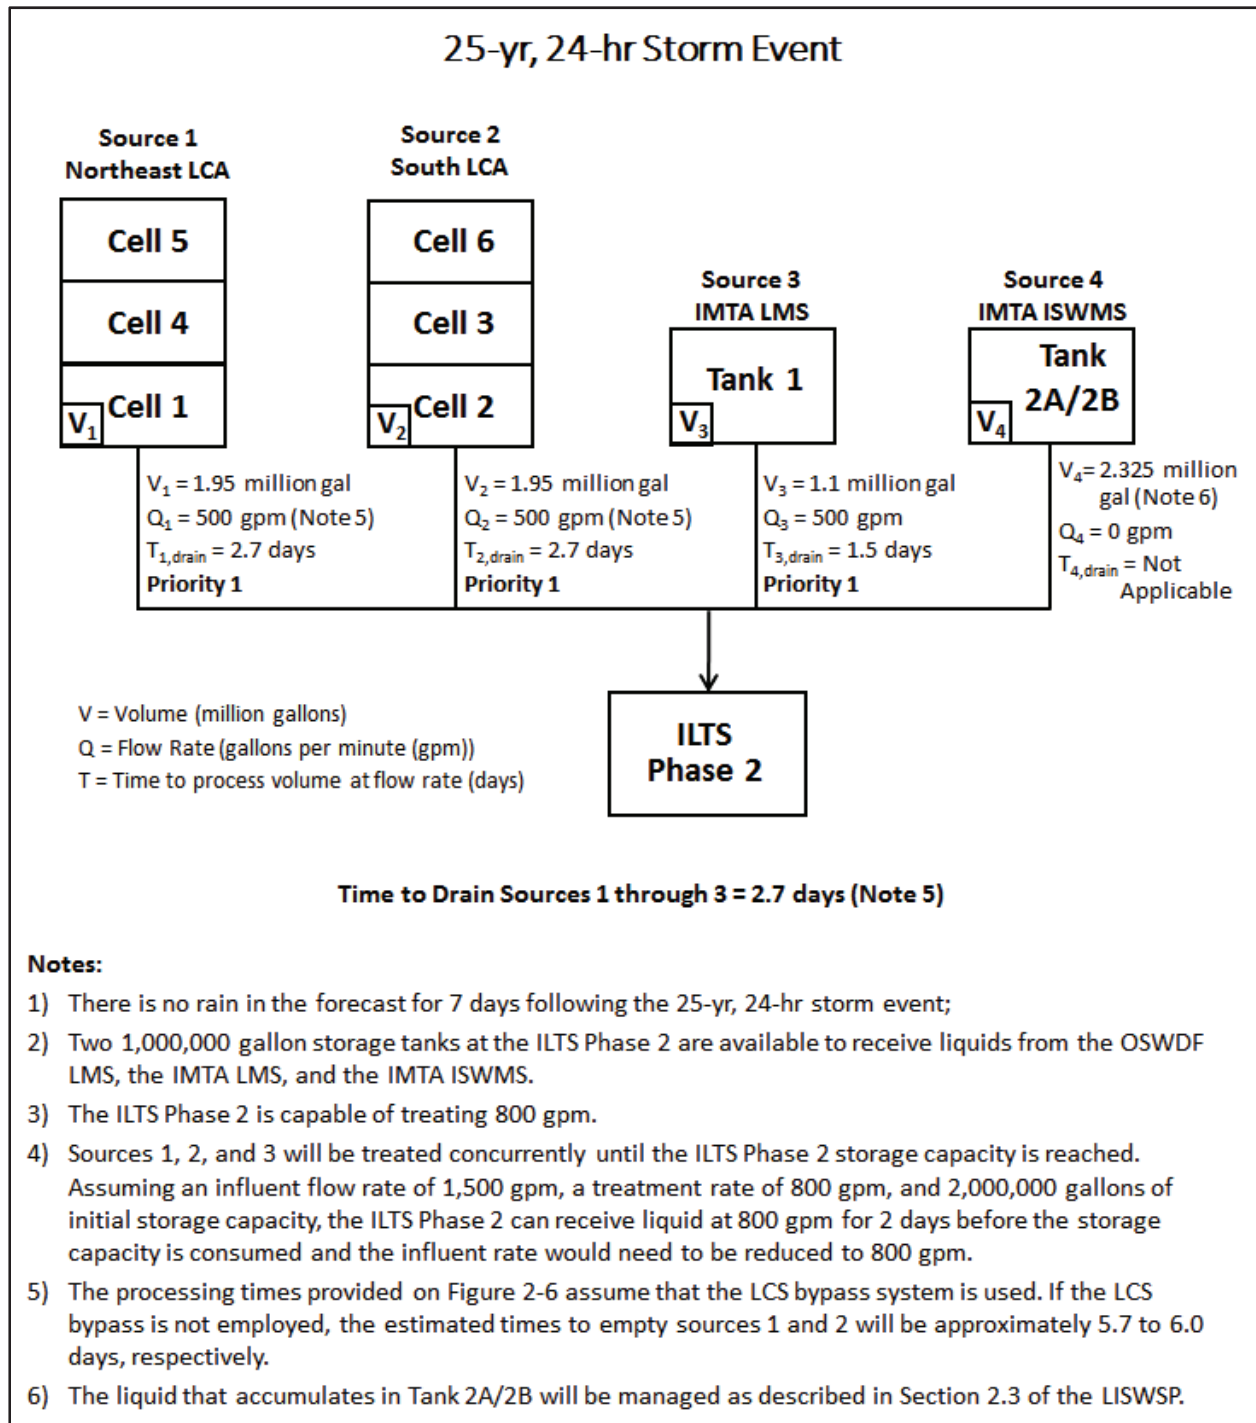 25-yr, 24-hr Storm Event
Source 1
Northeast LCA
Cell 5
Cell 4
Cell 1
V1
V1 = 1.95 million gal
Q1 = 500 gpm (Note 5)
T1,drain = 2.7 days
Priority 1
Source 2
South LCA
Cell 6
Cell 3
Cell 2
V2
V2 = 1.95 million gal
Q2 = 500 gpm (Note 5)
T2,drain = 2.7 days
Priority 1
Source 3
IMTA LMS
Tank 1
V3
V3 = 1.1 million gal
Q3 = 500 gpm
T3,drain = 1.5 days
Priority 1
Source 4
IMTA ISWMS
Tank
2A/2B
V4
V4= 2.325 million
gal (Note 6)
Q4 = 0 gpm
T4,drain = Not
Applicable
V = Volume (million gallons)
Q = Flow Rate (gallons per minute (gpm))
T = Time to process volume at flow rate (days)
ILTS
Phase 2
Time to Drain Sources 1 through 3 = 2.7 days (Note 5)
Notes:
1) There is no rain in the forecast for 7 days following the 25-yr, 24-hr storm event;
2) Two 1,000,000 gallon storage tanks at the ILTS Phase 2 are available to receive liquids from the OSWDF
LMS, the IMTA LMS, and the IMTA ISWMS.
3) The ILTS Phase 2 is capable of treating 800 gpm.
4) Sources 1, 2, and 3 will be treated concurrently until the ILTS Phase 2 storage capacity is reached.
Assuming an influent flow rate of 1,500 gpm, a treatment rate of 800 gpm, and 2,000,000 gallons of
initial storage capacity, the ILTS Phase 2 can receive liquid at 800 gpm for 2 days before the storage
capacity is consumed and the influent rate would need to be reduced to 800 gpm.
5) The processing times provided on Figure 2-6 assume that the LCS bypass system is used. If the LCS
bypass is not employed, the estimated times to empty sources 1 and 2 will be approximately 5.7 to 6.0
days, respectively.
6) The liquid that accumulates in Tank 2A/2B will be managed as described in Section 2.3 of the LISWSP.